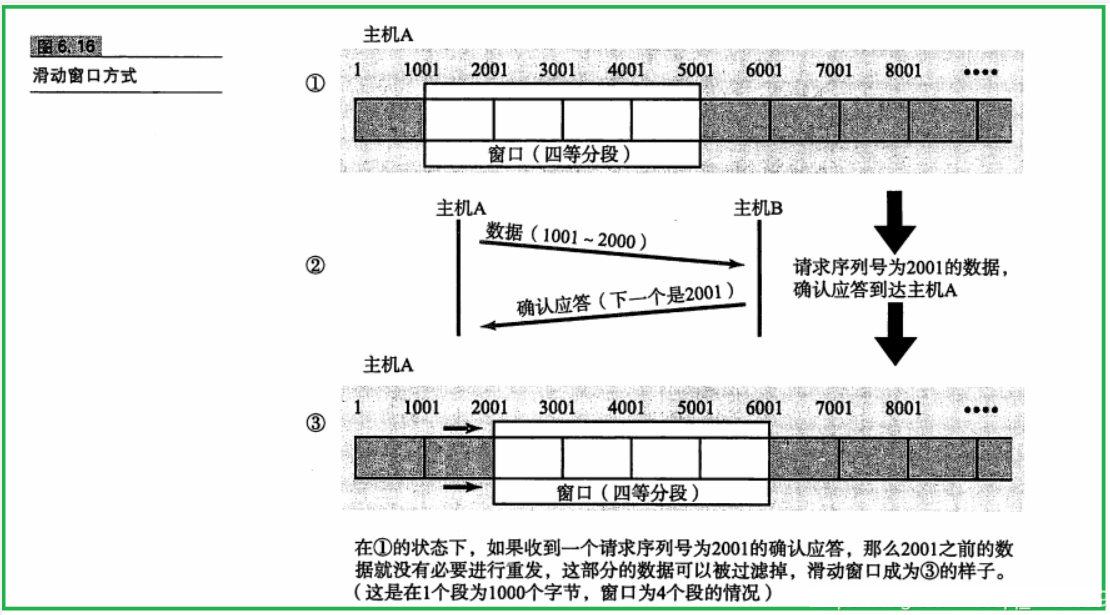 图6.16
滑动窗口方式
主机A
1 1001 2001 3001 4001 5001 6001 7001 8001 ••••
①
窗口（四等分段）
主机A 主机B
数据（1001～2000）
②
确认应答（下一个是2001）
请求序列号为2001的数据，
确认应答到达主机A
主机A
1 1001 2001 3001 4001 5001 6001 7001 8001 ••••
③
窗口（四等分段）
在①的状态下，如果收到一个请求序列号为2001的确认应答，那么2001之前的数
据就没有必要进行重发，这部分的数据可以被过滤掉，滑动窗口成为③的样子。
（这是在1个段为1000个字节，窗口为4个段的情况）